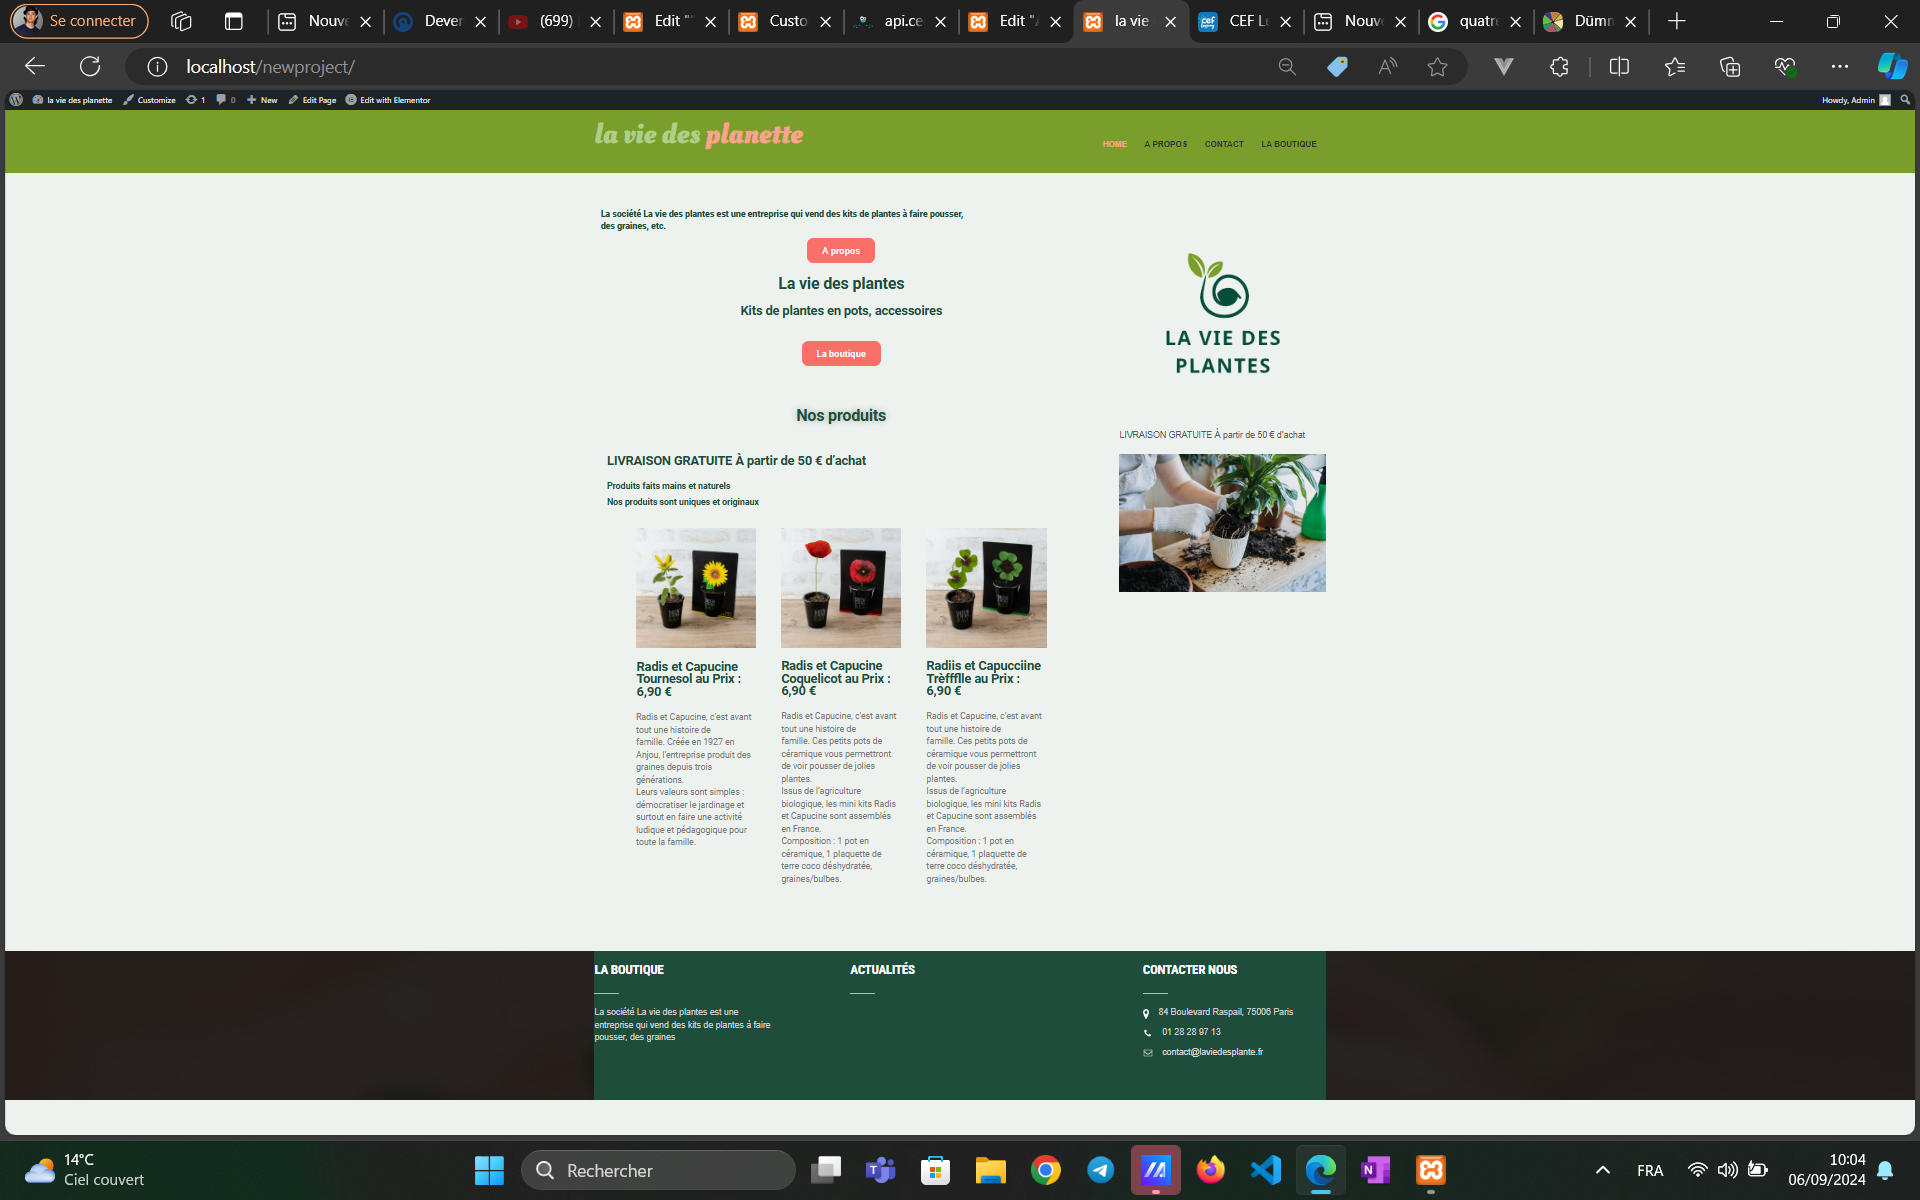 Se connecter
Nouve
Dever
(699)
Edit "
Custo
api.ce
Edit "A
la vie
CEF Le
Nouve
quatre
Dümn
localhost/newproject/
la vie des planette
Customize
1
0
New
Edit Page
Edit with Elementor
Howdy, Admin
la vie des planette
HOME
A PROPOS
CONTACT
LA BOUTIQUE
La société La vie des plantes est une entreprise qui vend des kits de plantes à faire pousser,
des graines, etc.
A propos
La vie des plantes
Kits de plantes en pots, accessoires
La boutique
LA VIE DES
PLANTES
Nos produits
LIVRAISON GRATUITE À partir de 50 € d'achat
Produits faits mains et naturels
Nos produits sont uniques et originaux
LIVRAISON GRATUITE À partir de 50 € d'achat
Radis et Capucine
Tournesol au Prix :
6,90 €
Radis et Capucine, c'est avant
tout une histoire de
famille. Créée en 1927 en
Anjou, l'entreprise produit des
graines depuis trois
générations.
Leurs valeurs sont simples :
démocratiser le jardinage et
surtout en faire une activité
ludique et pédagogique pour
toute la famille.
Radis et Capucine
Coquelicot au Prix :
6,90 €
Radis et Capucine, c'est avant
tout une histoire de
famille. Ces petits pots de
céramique vous permettront
de voir pousser de jolies
plantes.
Issus de l'agriculture
biologique, les mini kits Radis
et Capucine sont assemblés
en France.
Composition : 1 pot en
céramique, 1 plaquette de
terre coco déshydratée,
graines/bulbes.
Radiis et Capucciine
Trèffflle au Prix :
6,90 €
Radis et Capucine, c'est avant
tout une histoire de
famille. Ces petits pots de
céramique vous permettront
de voir pousser de jolies
plantes.
Issus de l'agriculture
biologique, les mini kits Radis
et Capucine sont assemblés
en France.
Composition : 1 pot en
céramique, 1 plaquette de
terre coco déshydratée,
graines/bulbes.
LA BOUTIQUE
La société La vie des plantes est une
entreprise qui vend des kits de plantes à faire
pousser, des graines
ACTUALITÉS
CONTACTER NOUS
84 Boulevard Raspail, 75006 Paris
01 28 28 97 13
contact@laviedesplante.fr
14°C
Ciel couvert
Rechercher
FRA
10:04
06/09/2024